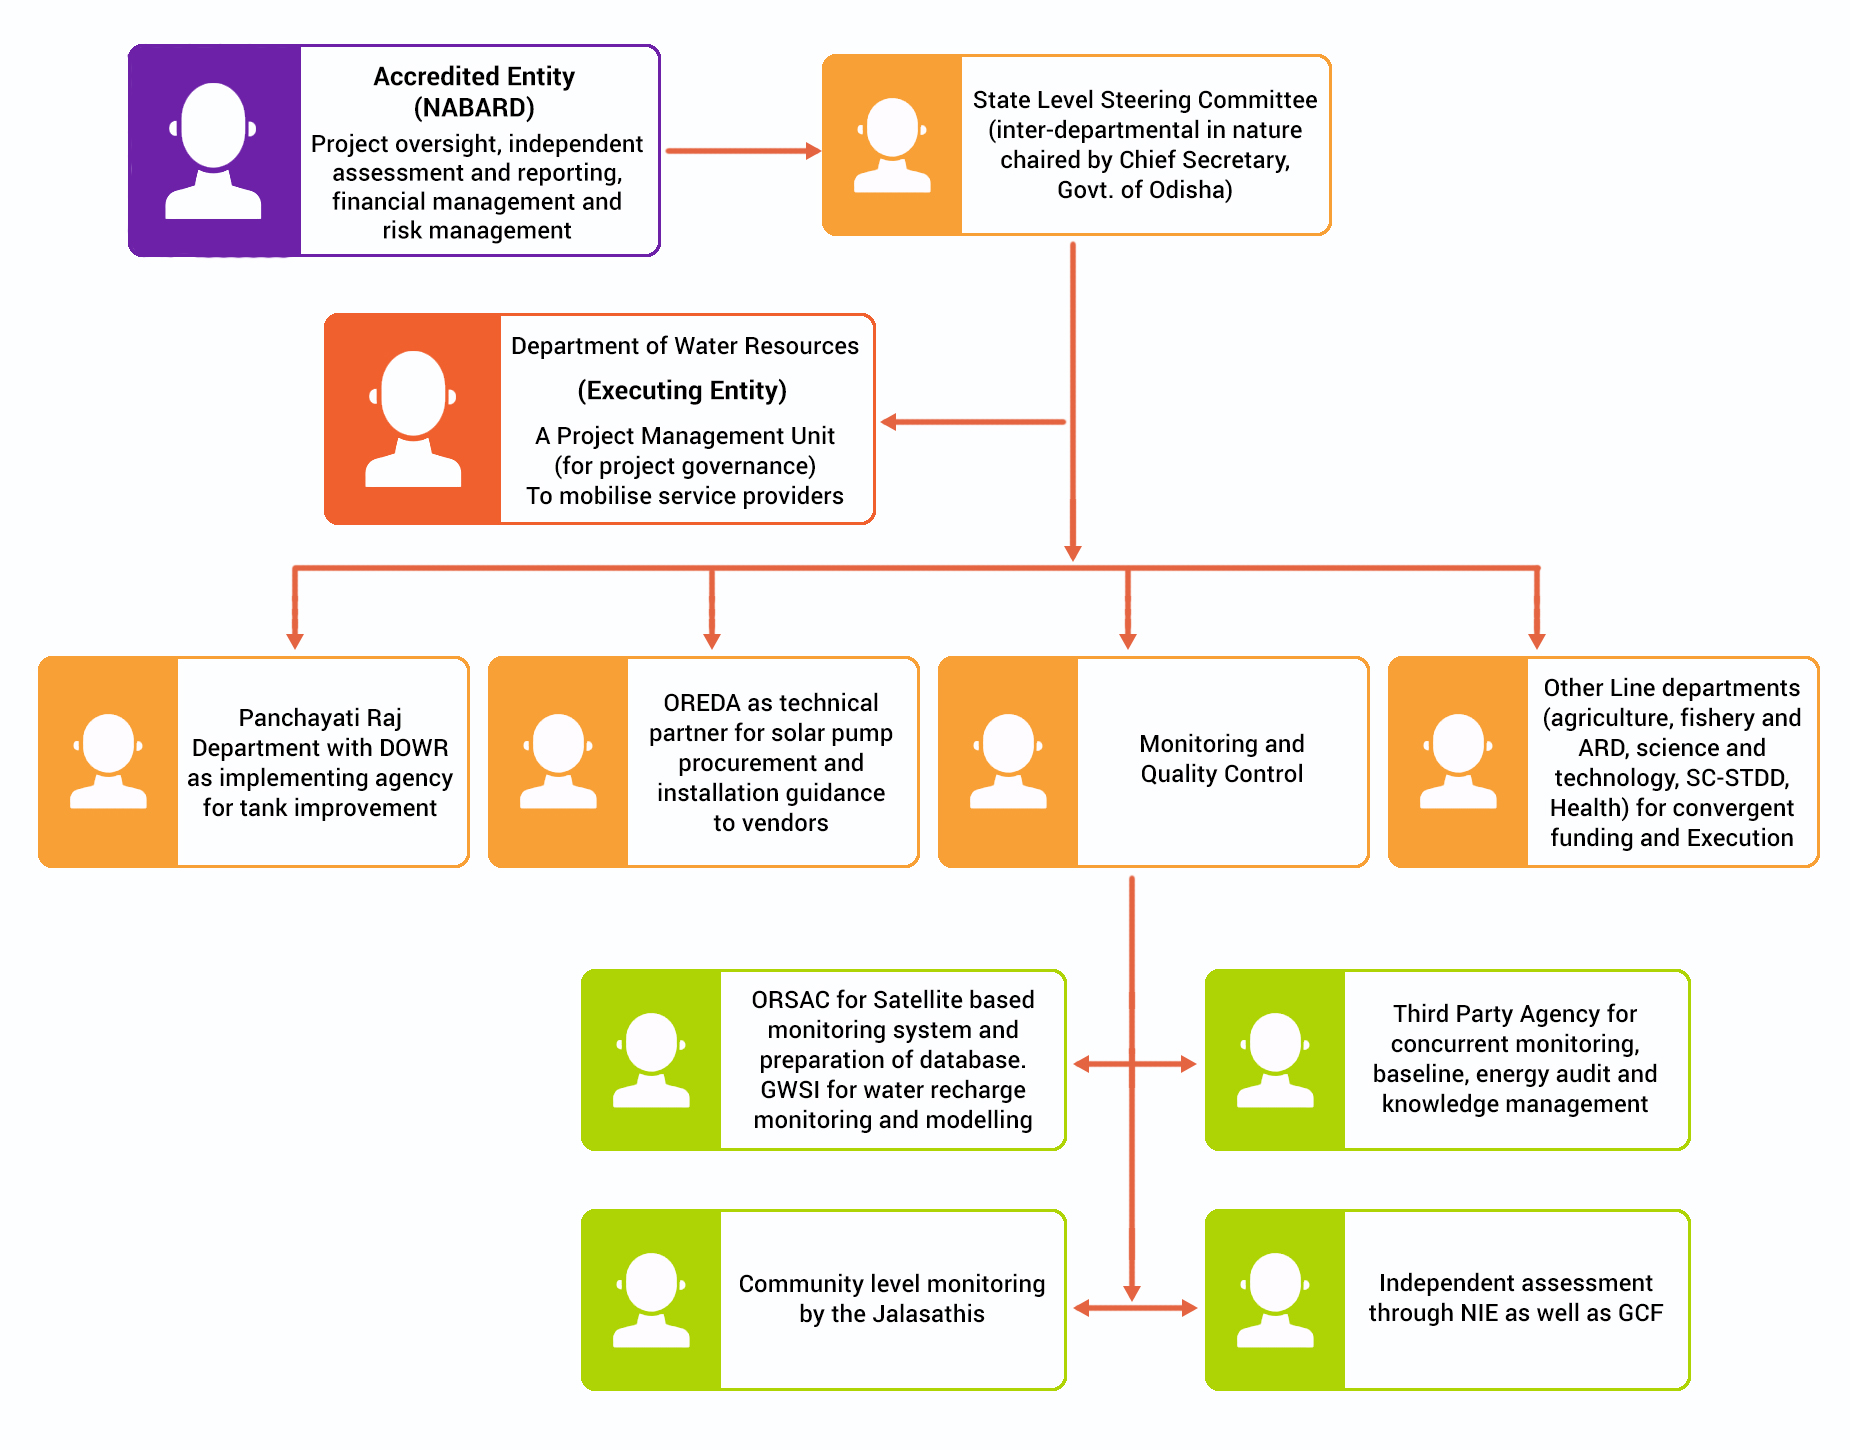 Accredited Entity
(NABARD)
Project oversight, independent
assessment and reporting,
financial management and
risk management
State Level Steering Committee
(inter-departmental in nature
chaired by Chief Secretary,
Govt. of Odisha)
Department of Water Resources
(Executing Entity)
A Project Management Unit
(for project governance)
To mobilise service providers
Panchayati Raj
Department with DOWR
as implementing agency
for tank improvement
OREDA as technical
partner for solar pump
procurement and
installation guidance
to vendors
Monitoring and
Quality Control
Other Line departments
(agriculture, fishery and
ARD, science and
technology, SC-STDD,
Health) for convergent
funding and Execution
ORSAC for Satellite based
monitoring system and
preparation of database.
GWSI for water recharge
monitoring and modelling
Third Party Agency for
concurrent monitoring,
baseline, energy audit and
knowledge management
Community level monitoring
by the Jalasathis
Independent assessment
through NIE as well as GCF